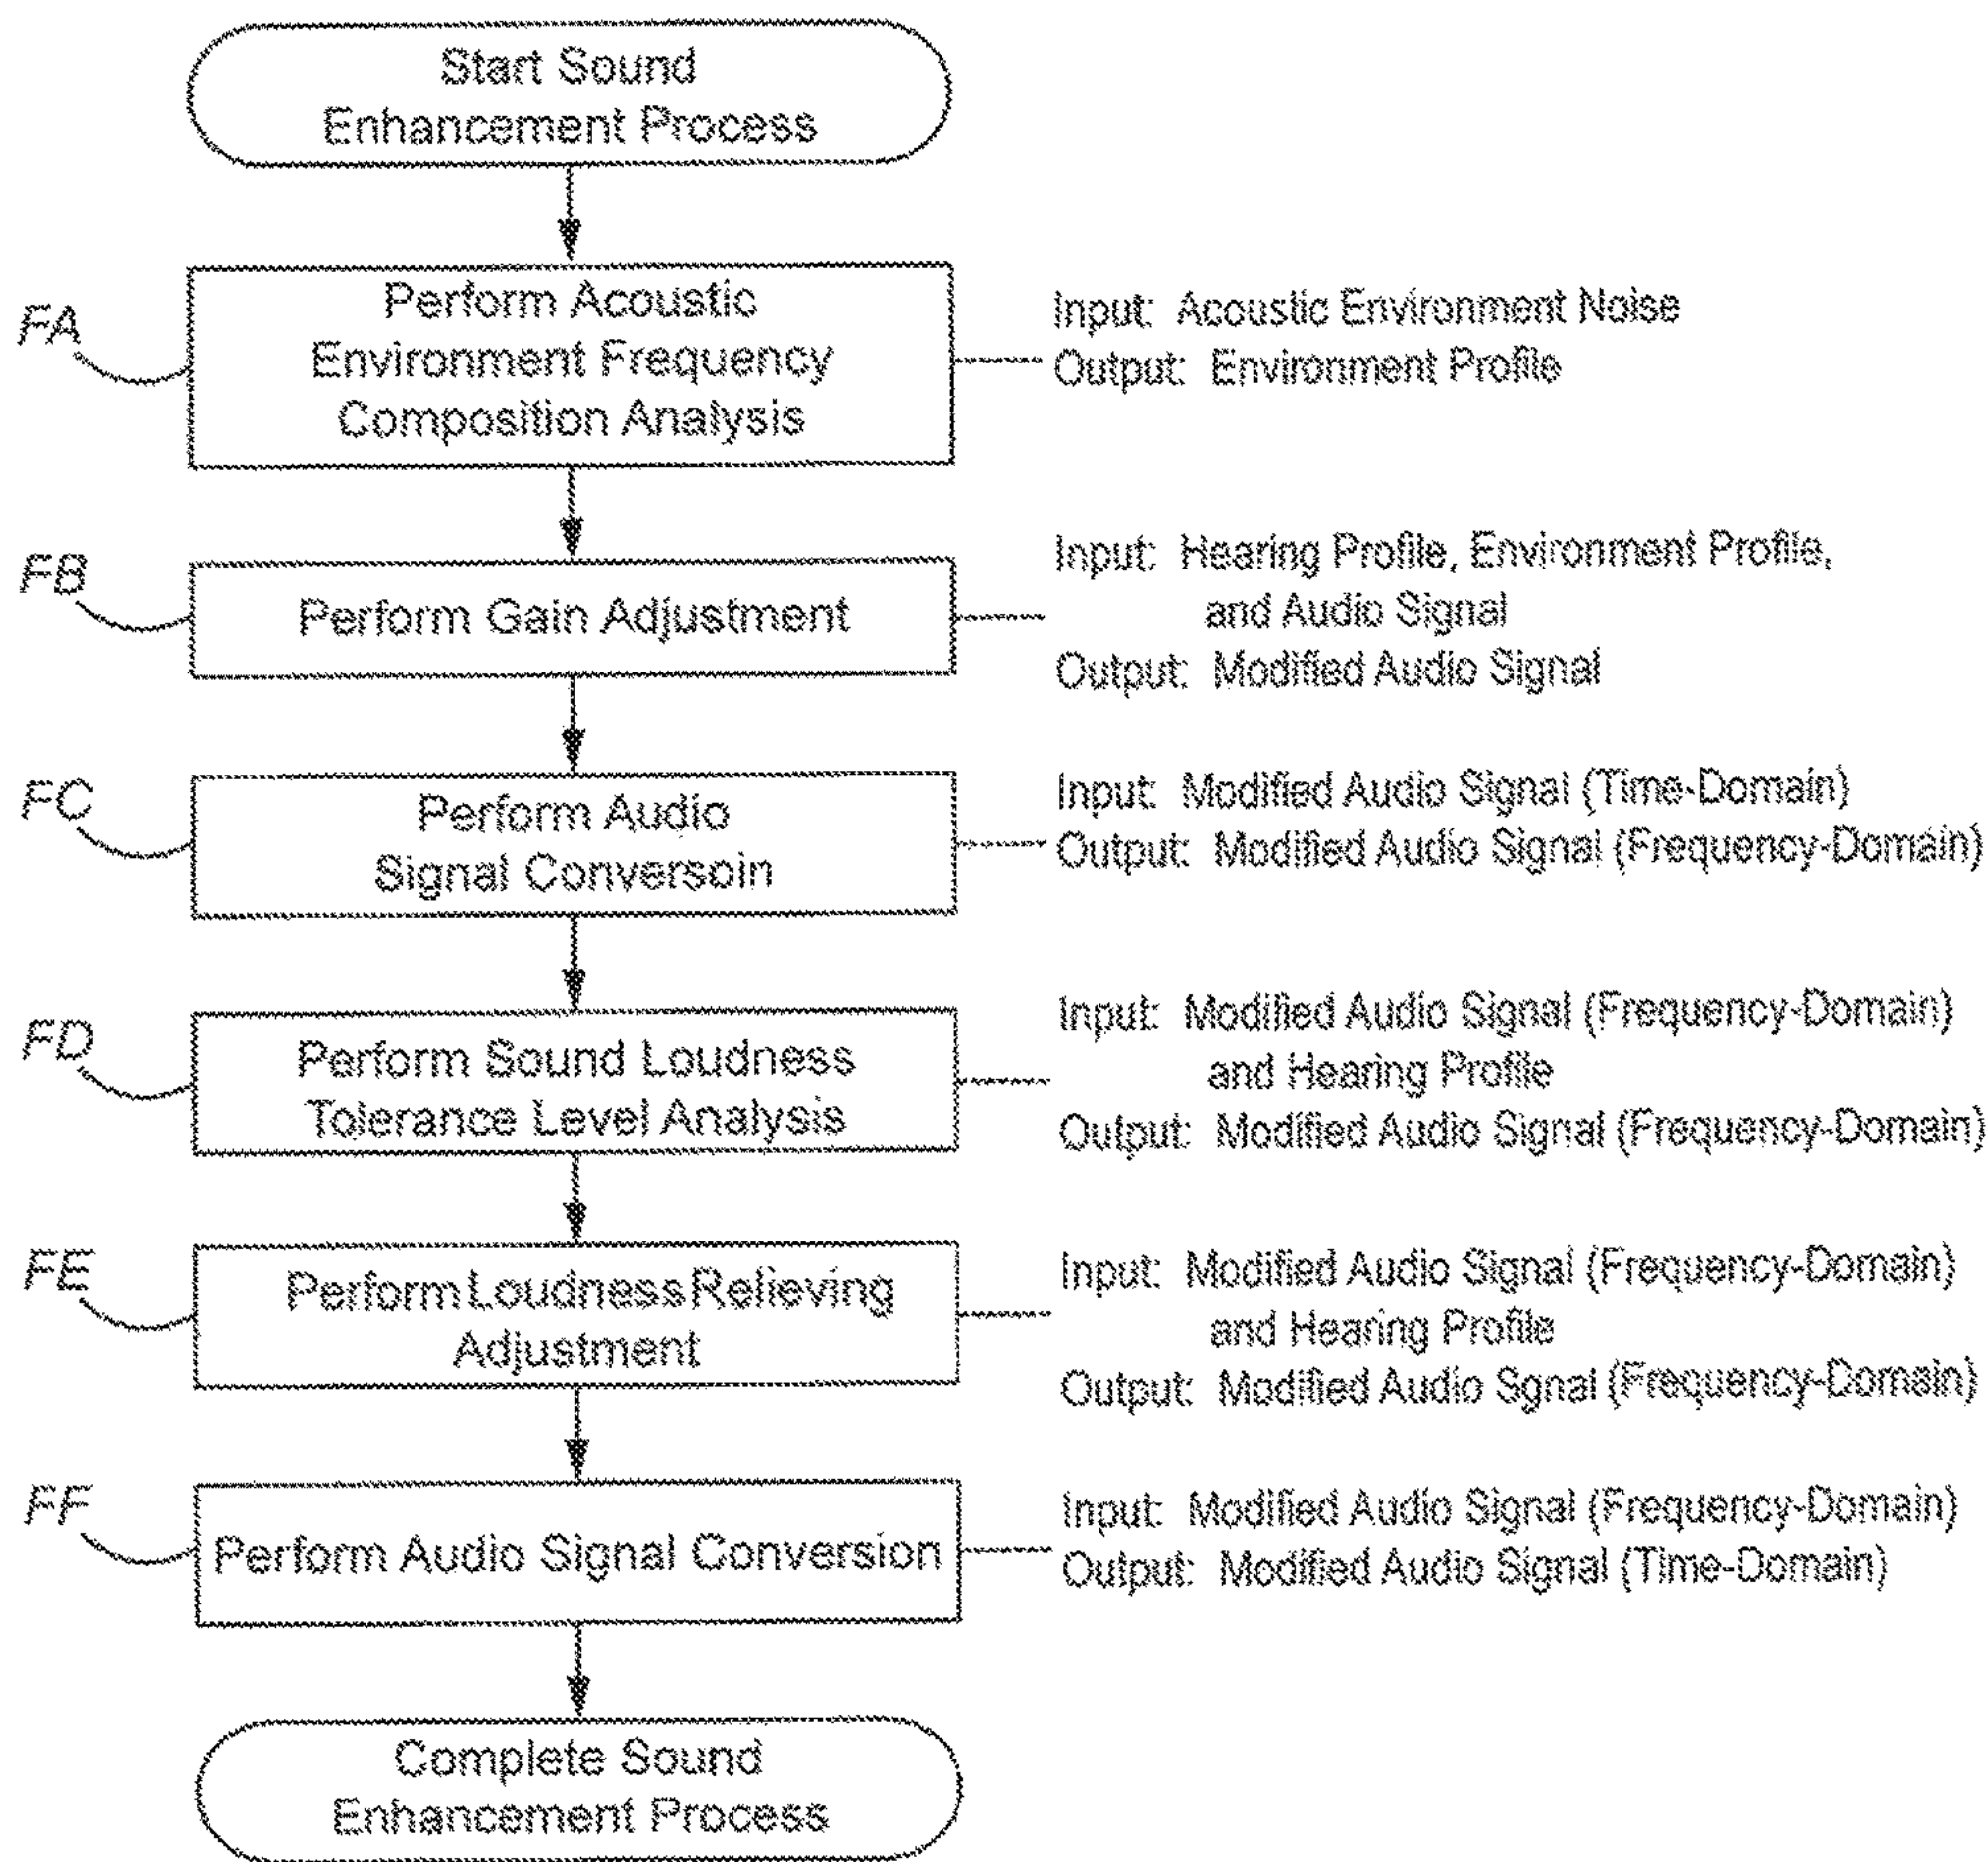 Start Sound
Enhancement Process
FA
Perform Acoustic
Environment Frequency
Composition Analysis
Input: Acoustic Environment Noise
Output: Environment Profile
FB
Perform Gain Adjustment
Input: Hearing Profile, Environment Profile,
and Audio Signal
Output: Modified Audio Signal
FC
Perform Audio
Signal Conversoin
Input: Modified Audio Signal (Time-Domain)
Output: Modified Audio Signal (Frequency-Domain)
FD
Perform Sound Loudness
Tolerance Level Analysis
Input: Modified Audio Signal (Frequency-Domain)
and Hearing Profile
Output: Modified Audio Signal (Frequency-Domain)
FE
Perform Loudness Relieving
Adjustment
Input: Modified Audio Signal (Frequency-Domain)
and Hearing Profile
Output: Modified Audio Sgnal (Frequency-Domain)
FF
Perform Audio Signal Conversion
Input: Modified Audio Signal (Frequency-Domain)
Output: Modified Audio Signal (Time-Domain)
Complete Sound
Enhancement Process